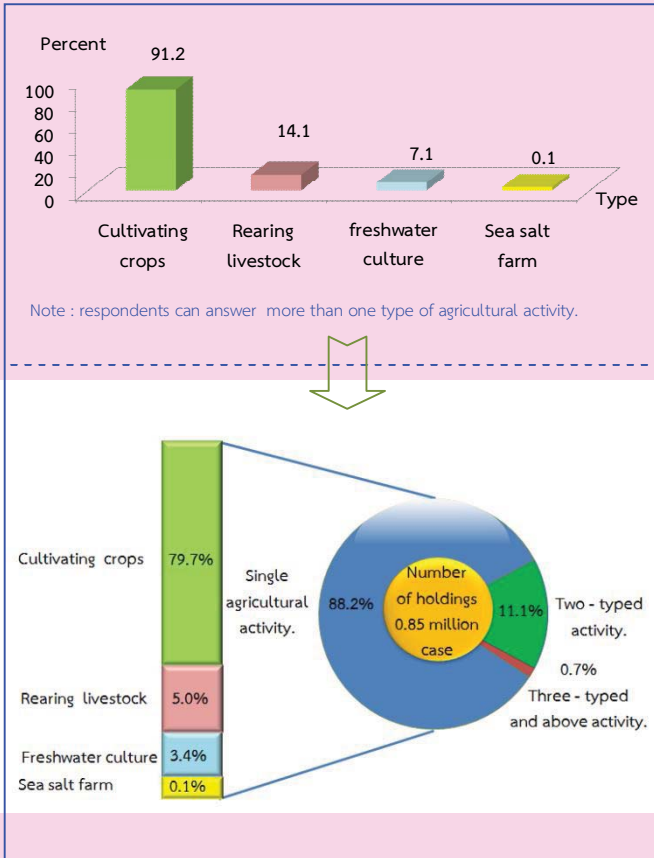 Percent
91.2
14.1
7.1
0.1
100
80
60
40
20
0
Type
Cultivating
crops
Rearing
livestock
freshwater
culture
Sea salt
farm
Note : respondents can answer more than one type of agricultural activity.
Cultivating crops
79.7%
Rearing livestock
5.0%
Freshwater culture
3.4%
Sea salt farm
0.1%
Single
agricultural
activity.
88.2%
Number
of holdings
0.85 million
case
11.1%
Two - typed
activity.
0.7%
Three - typed
and above activity.